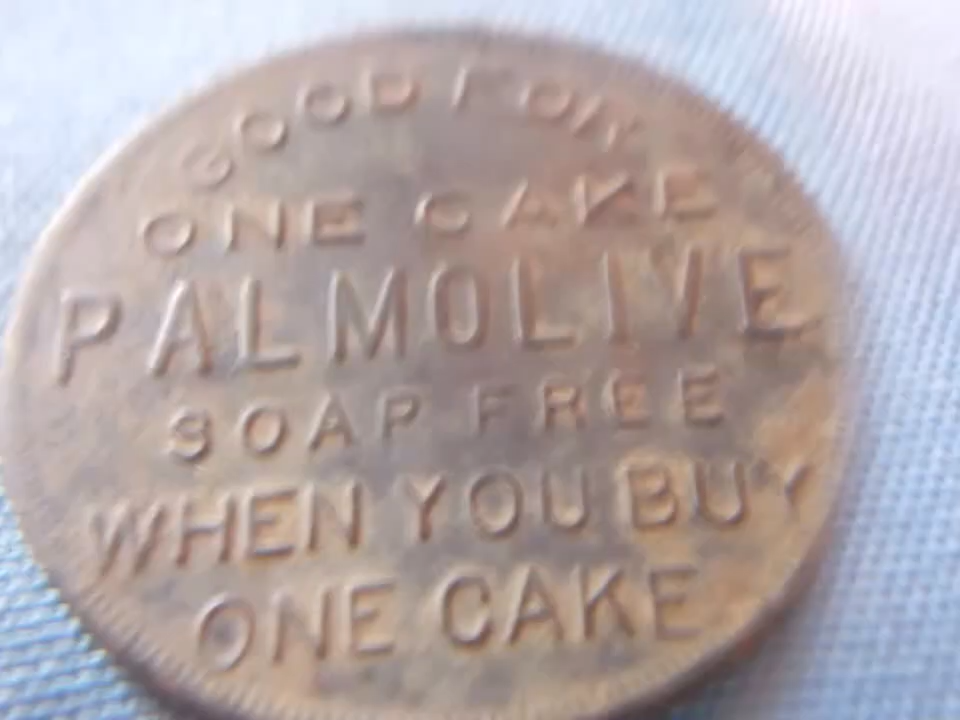 GOOD FOR
ONE CAKE
PALMOLIVE
SOAP FREE
WHEN YOU BUY
ONE CAKE